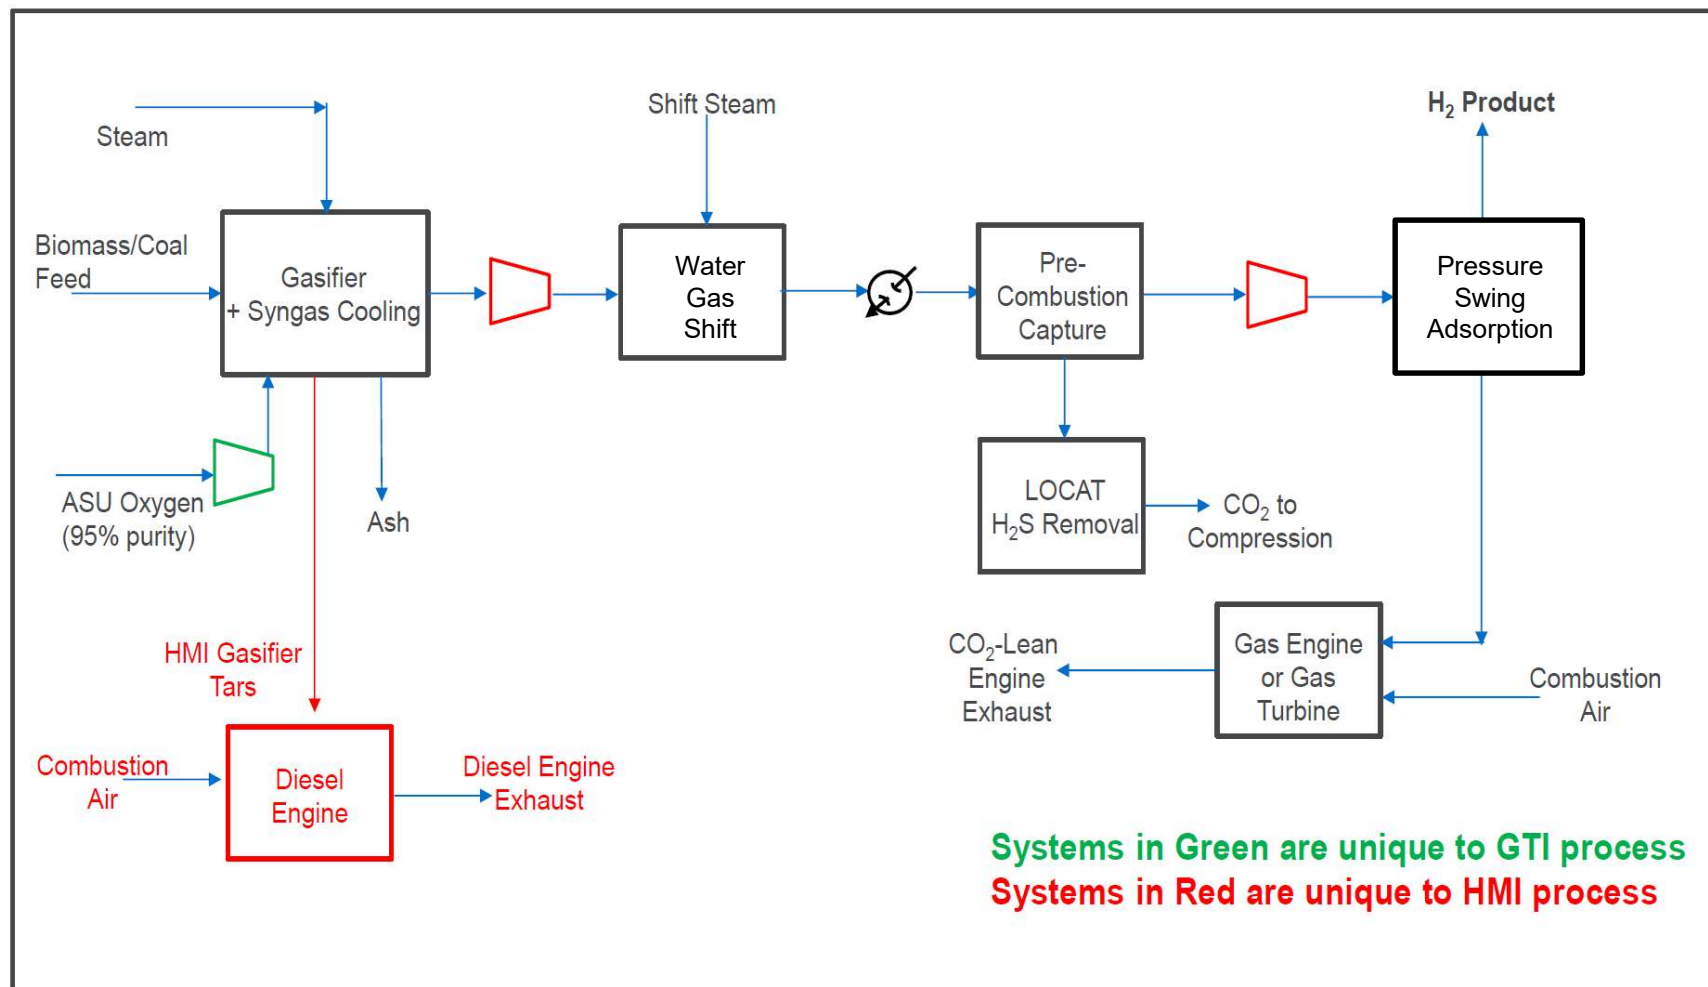 Steam
Shift Steam
H₂ Product
Biomass/Coal
Feed
Gasifier
+ Syngas Cooling
Water
Gas
Shift
Pre-
Combustion
Capture
Pressure
Swing
Adsorption
ASU Oxygen
(95% purity)
Ash
LOCAT
H₂S Removal
CO₂ to
Compression
HMI Gasifier
Tars
CO₂-Lean
Engine
Exhaust
Gas Engine
or Gas
Turbine
Combustion
Air
Combustion
Air
Diesel
Engine
Diesel Engine
Exhaust
Systems in Green are unique to GTI process
Systems in Red are unique to HMI process